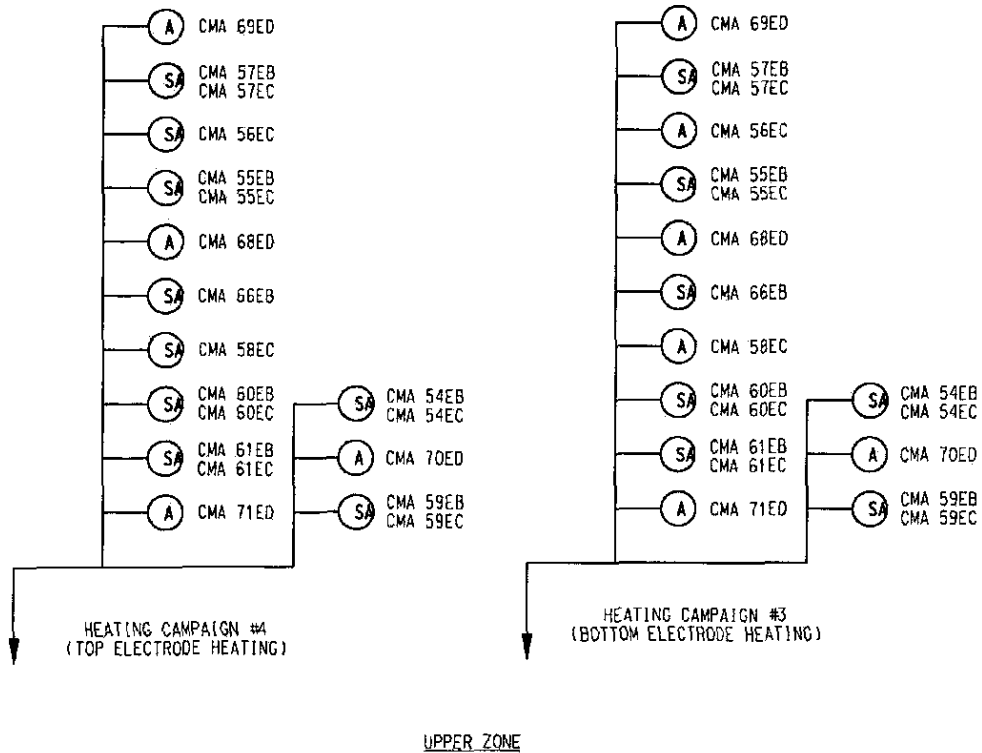 A CMA 69ED
SA CMA 57EB
CMA 57EC
SA CMA 56EC
SA CMA 55EB
CMA 55EC
A CMA 68ED
SA CMA 66EB
SA CMA 58EC
SA CMA 60EB
CMA 60EC
SA CMA 61EB
CMA 61EC
A CMA 71ED
SA CMA 54EB
CMA 54EC
A CMA 70ED
SA CMA 59EB
CMA 59EC
HEATING CAMPAIGN #4
(TOP ELECTRODE HEATING)
A CMA 69ED
SA CMA 57EB
CMA 57EC
A CMA 56EC
SA CMA 55EB
CMA 55EC
A CMA 68ED
SA CMA 66EB
A CMA 58EC
SA CMA 60EB
CMA 60EC
SA CMA 61EB
CMA 61EC
A CMA 71ED
SA CMA 54EB
CMA 54EC
A CMA 70ED
SA CMA 59EB
CMA 59EC
HEATING CAMPAIGN #3
(BOTTOM ELECTRODE HEATING)
UPPER ZONE